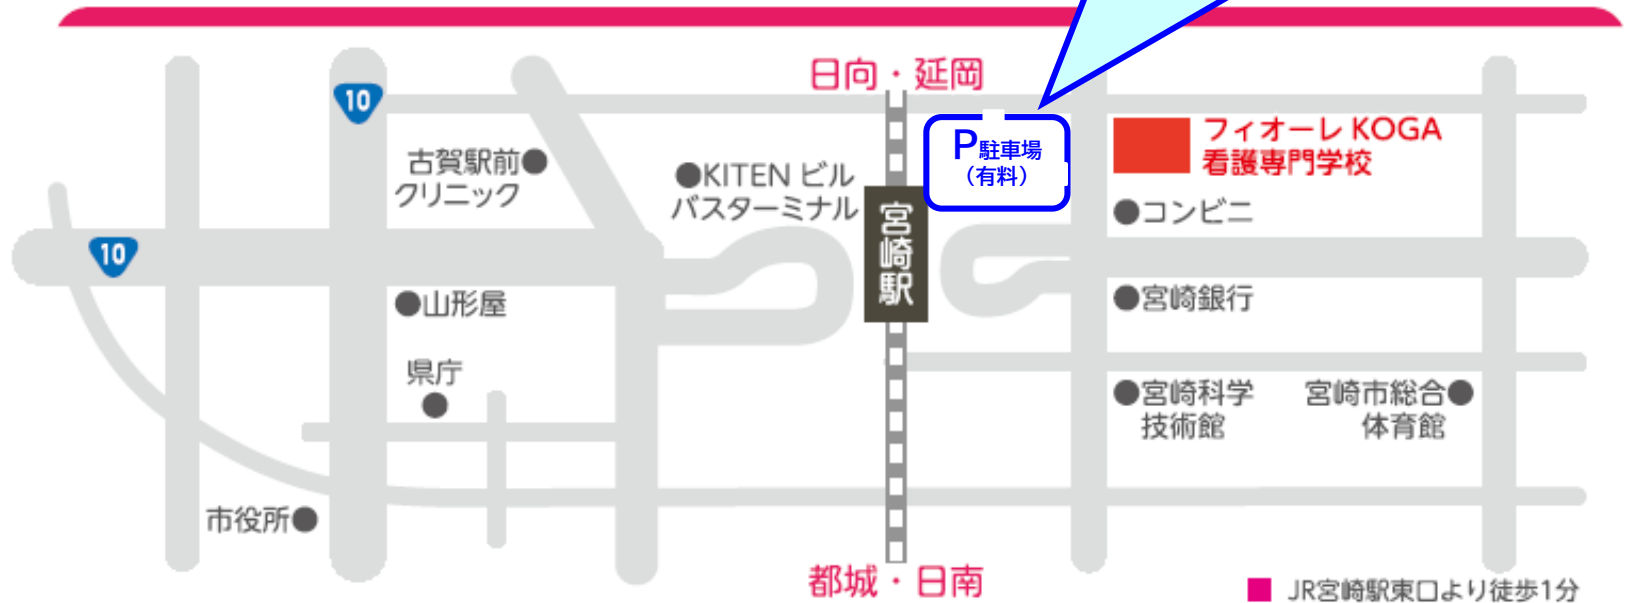 日向・延岡
10
P駐車場
(有料)
フィオーレ KOGA
看護専門学校
古賀駅前●
クリニック
●KITEN ビル
バスターミナル
宮崎駅
●コンビニ
10
●山形屋
●宮崎銀行
県庁
●宮崎科学
技術館
宮崎市総合●
体育館
市役所●
都城・日南
■ JR宮崎駅東口より徒歩1分